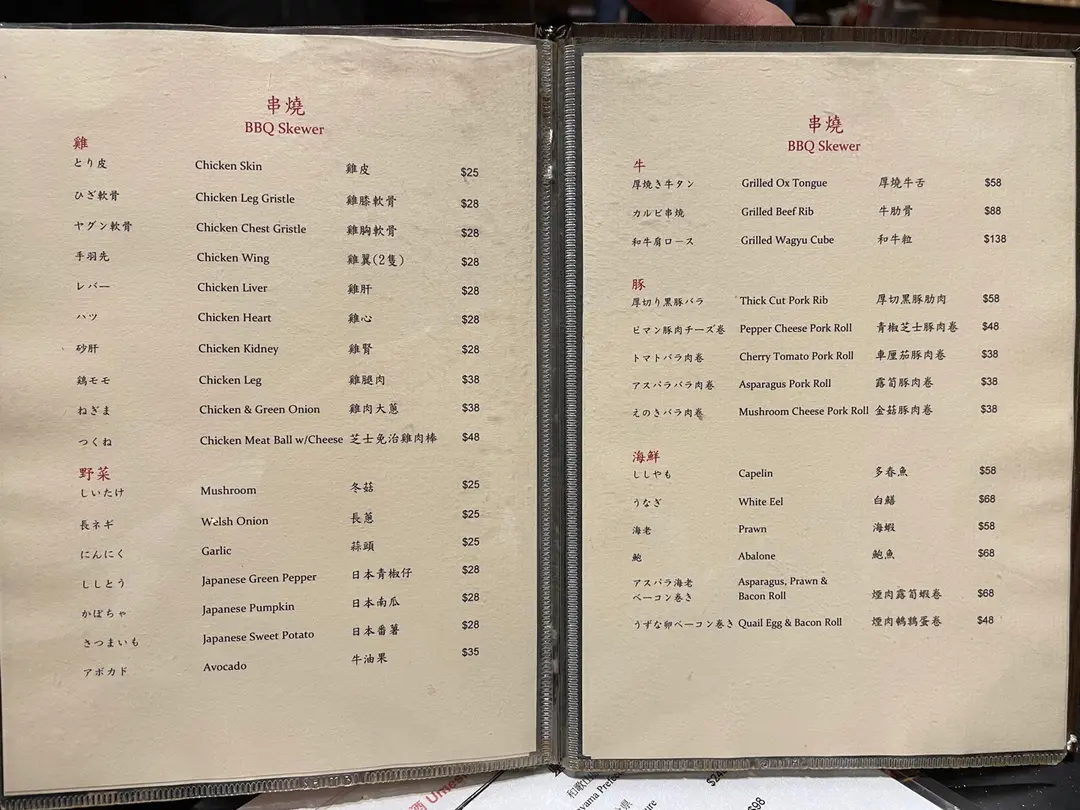 串燒
BBQ Skewer
雞
とり皮 Chicken Skin 雞皮 $25
ひざ軟骨 Chicken Leg Gristle 雞膝軟骨 $28
ヤグン軟骨 Chicken Chest Gristle 雞胸軟骨 $28
手羽先 Chicken Wing 雞翼(2隻) $28
レバー Chicken Liver 雞肝 $28
ハツ Chicken Heart 雞心 $28
砂肝 Chicken Kidney 雞腎 $28
鶏モモ Chicken Leg 雞腿肉 $38
ねぎま Chicken & Green Onion 雞肉大蔥 $38
つくね Chicken Meat Ball w/Cheese 芝士免治雞肉棒 $48
野菜
しいたけ Mushroom 冬菇 $25
長ネギ Welsh Onion 長蔥 $25
にんにく Garlic 蒜頭 $25
ししとう Japanese Green Pepper 日本青椒仔 $28
かぼちゃ Japanese Pumpkin 日本南瓜 $28
さつまいも Japanese Sweet Potato 日本番薯 $28
アボカド Avocado 牛油果 $35
串燒
BBQ Skewer
牛
厚焼き牛タン Grilled Ox Tongue 厚燒牛舌 $58
カルビ串燒 Grilled Beef Rib 牛肋骨 $88
和牛肩ロース Grilled Wagyu Cube 和牛粒 $138
豚
厚切り黒豚バラ Thick Cut Pork Rib 厚切黑豚肋肉 $58
ピマン豚肉チーズ巻 Pepper Cheese Pork Roll 青椒芝士豚肉卷 $48
トマトバラ肉巻 Cherry Tomato Pork Roll 車厘茄豚肉卷 $38
アスパラバラ肉巻 Asparagus Pork Roll 露筍豚肉卷 $38
えのきバラ肉巻 Mushroom Cheese Pork Roll 金菇豚肉卷 $38
海鮮
ししやも Capelin 多春魚 $58
うなぎ White Eel 白鱔 $68
海老 Prawn 海蝦 $58
鮑 Abalone 鮑魚 $68
アスパラ海老 Asparagus, Prawn &
ベーコン巻き Bacon Roll 煙肉露筍蝦卷 $68
うずな卵ベーコン巻き Quail Egg & Bacon Roll 煙肉鵪鶉蛋卷 $48
酒 Ume